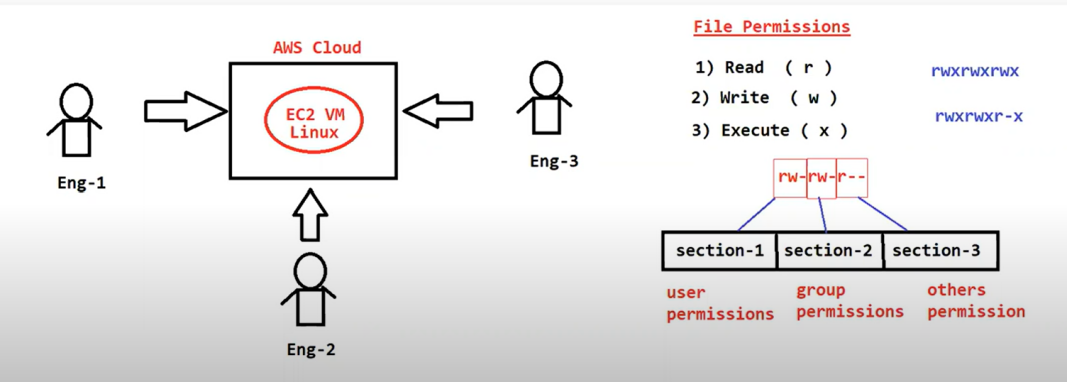 AWS Cloud
EC2 VM
Linux
Eng-1
Eng-3
Eng-2
File Permissions
1) Read ( r )
2) Write ( w )
3) Execute ( x )
rwxrwxrwx
rwxrwxr-x
rw-rw-r--
section-1 section-2 section-3
user permissions
group permissions
others permission